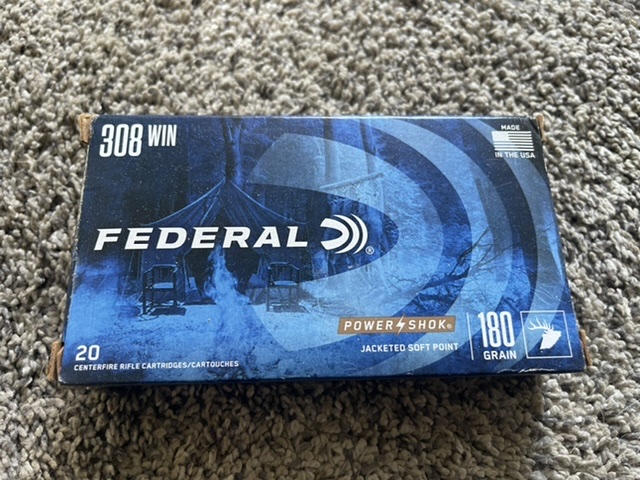 308 WIN
MADE
IN THE USA
FEDERAL®
POWER SHOK®
JACKETED SOFT POINT
180
GRAIN
20
CENTERFIRE RIFLE CARTRIDGES/CARTOUCHES